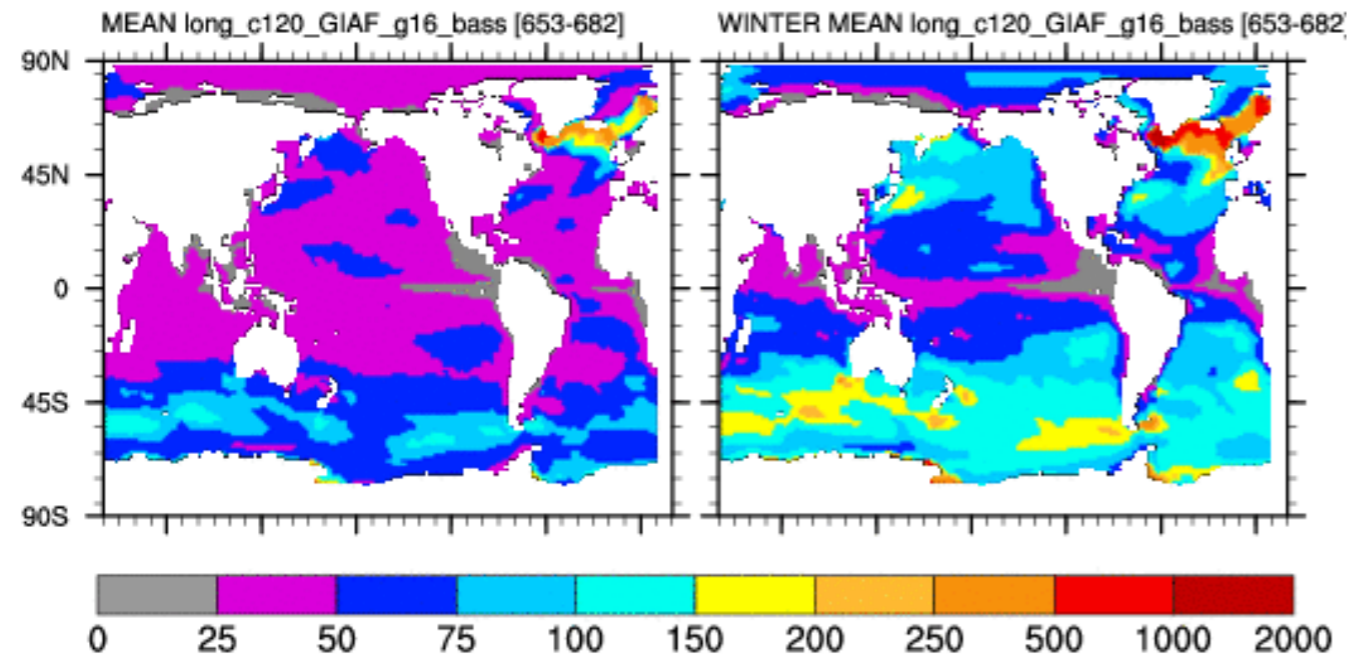 MEAN long_c120_GIAF_g16_bass [653-682]
WINTER MEAN long_c120_GIAF_g16_bass [653-682]
90N
45N
0
45S
90S
0 25 50 75 100 150 200 250 500 1000 2000